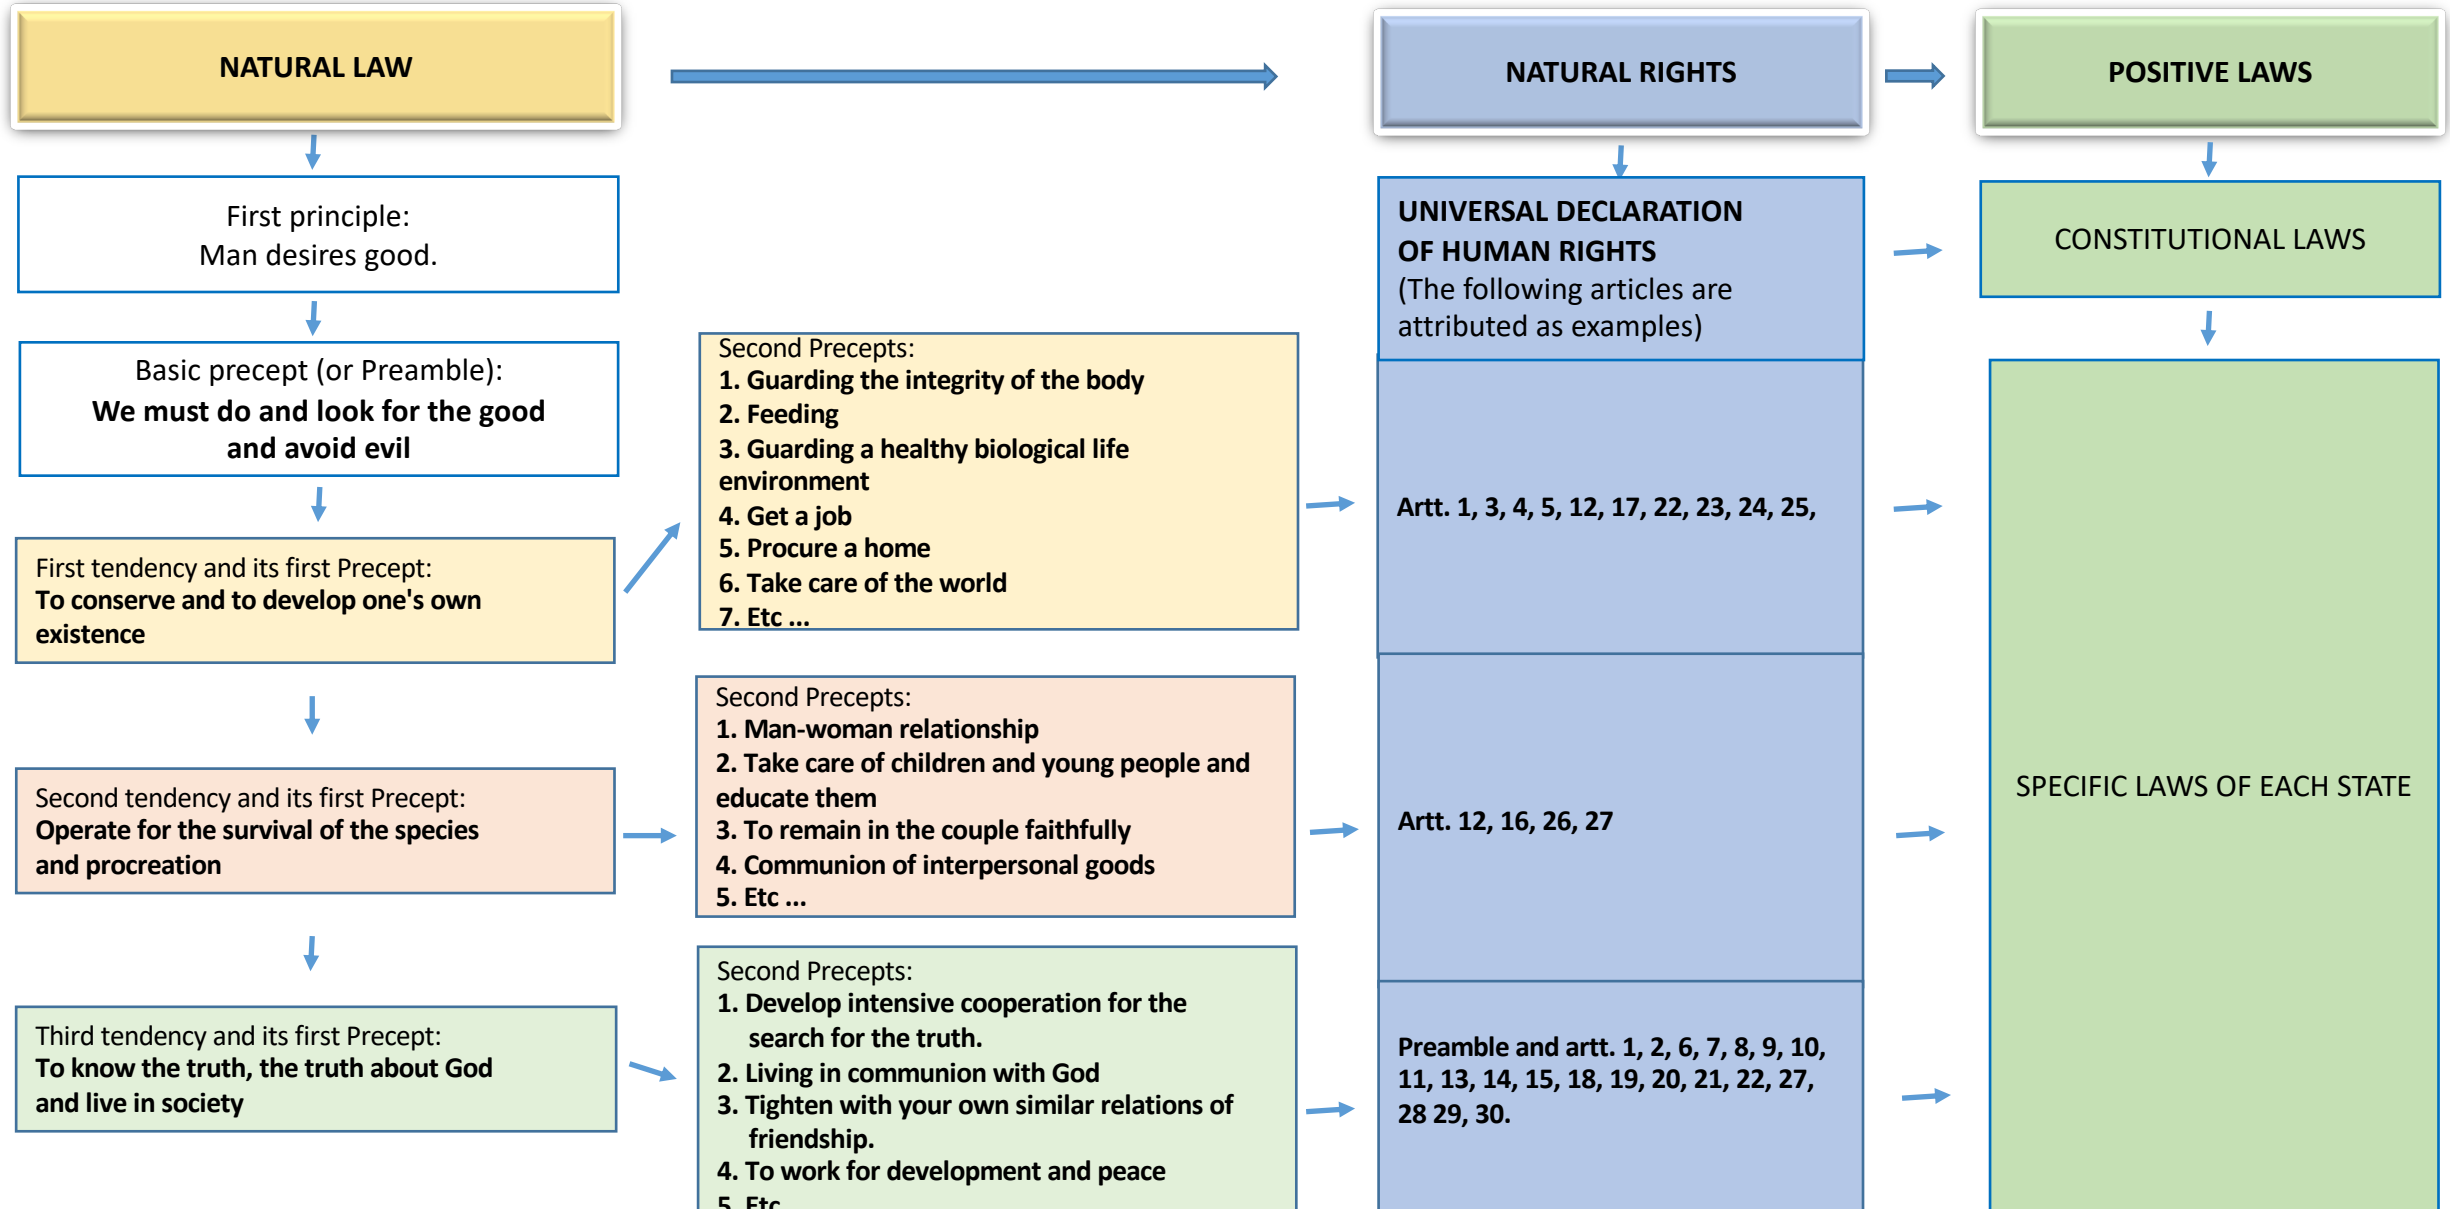 NATURAL LAW
NATURAL RIGHTS
POSITIVE LAWS
First principle:
Man desires good.
Basic precept (or Preamble):
We must do and look for the good
and avoid evil
First tendency and its first Precept:
To conserve and to develop one's own
existence
Second tendency and its first Precept:
Operate for the survival of the species
and procreation
Third tendency and its first Precept:
To know the truth, the truth about God
and live in society
Second Precepts:
1. Guarding the integrity of the body
2. Feeding
3. Guarding a healthy biological life
environment
4. Get a job
5. Procure a home
6. Take care of the world
7. Etc ...
Second Precepts:
1. Man-woman relationship
2. Take care of children and young people and
educate them
3. To remain in the couple faithfully
4. Communion of interpersonal goods
5. Etc ...
Second Precepts:
1. Develop intensive cooperation for the
search for the truth.
2. Living in communion with God
3. Tighten with your own similar relations of
friendship.
4. To work for development and peace
5. Etc
UNIVERSAL DECLARATION
OF HUMAN RIGHTS
(The following articles are
attributed as examples)
Artt. 1, 3, 4, 5, 12, 17, 22, 23, 24, 25,
Artt. 12, 16, 26, 27
Preamble and artt. 1, 2, 6, 7, 8, 9, 10,
11, 13, 14, 15, 18, 19, 20, 21, 22, 27,
28 29, 30.
CONSTITUTIONAL LAWS
SPECIFIC LAWS OF EACH STATE